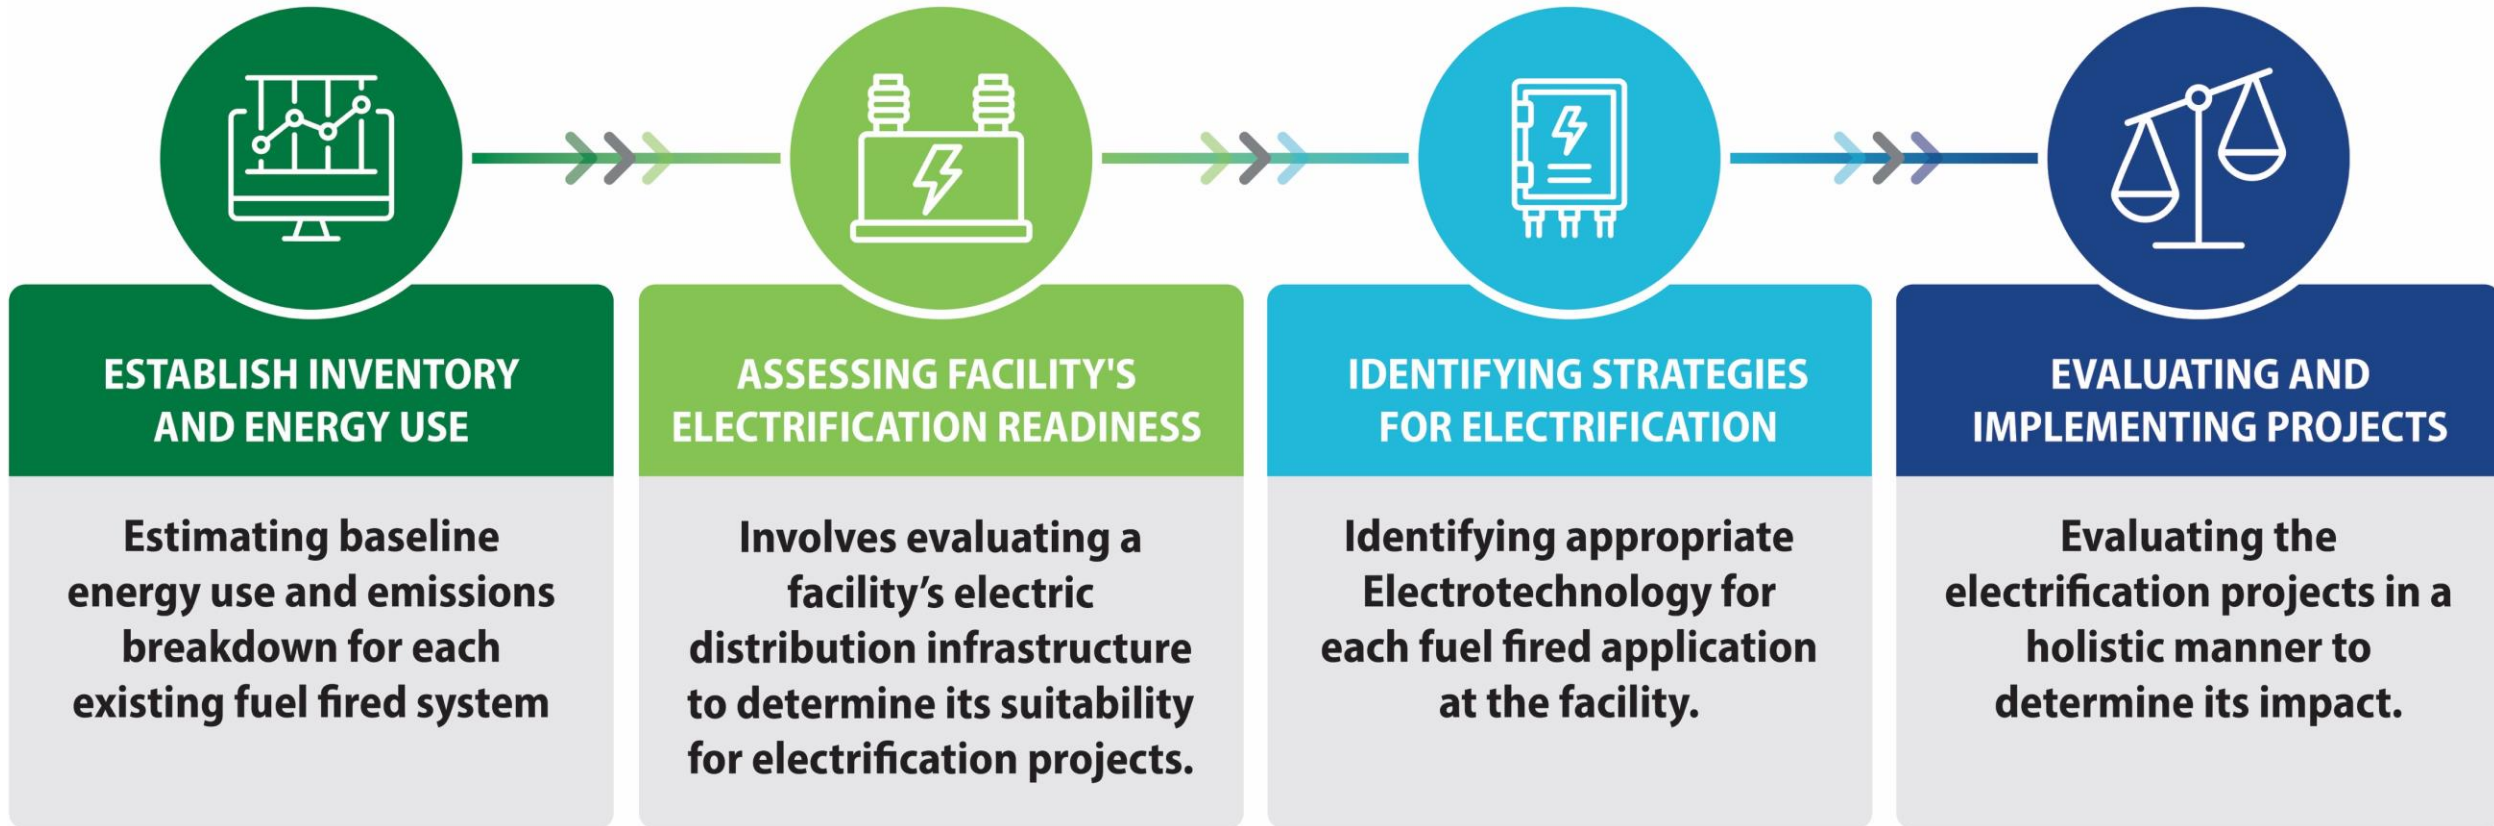 ESTABLISH INVENTORY
AND ENERGY USE
Estimating baseline
energy use and emissions
breakdown for each
existing fuel fired system
ASSESSING FACILITY'S
ELECTRIFICATION READINESS
Involves evaluating a
facility’s electric
distribution infrastructure
to determine its suitability
for electrification projects.
IDENTIFYING STRATEGIES
FOR ELECTRIFICATION
Identifying appropriate
Electrotechnology for
each fuel fired application
at the facility.
EVALUATING AND
IMPLEMENTING PROJECTS
Evaluating the
electrification projects in a
holistic manner to
determine its impact.